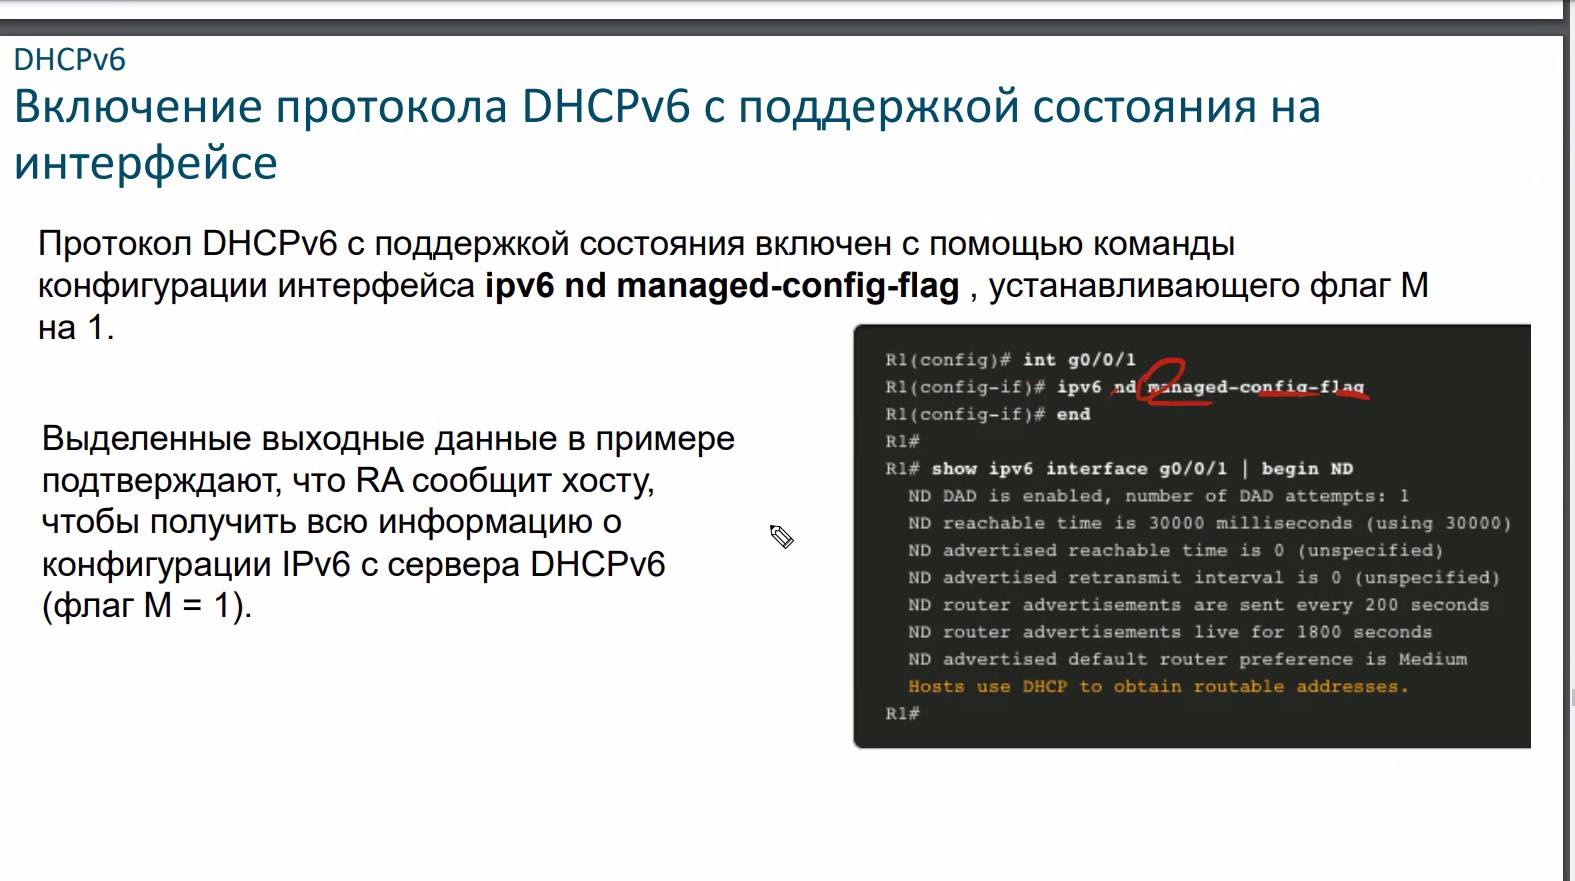 DHCPv6
Включение протокола DHCPv6 с поддержкой состояния на
интерфейсе
Протокол DHCPv6 с поддержкой состояния включен с помощью команды
конфигурации интерфейса ipv6 nd managed-config-flag , устанавливающего флаг M
на 1.
Выделенные выходные данные в примере
подтверждают, что RA сообщит хосту,
чтобы получить всю информацию о
конфигурации IPv6 с сервера DHCPv6
(флаг M = 1).
R1(config)# int g0/0/1
R1(config-if)# ipv6 nd managed-config-flag
R1(config-if)# end
R1#
R1# show ipv6 interface g0/0/1 | begin ND
ND DAD is enabled, number of DAD attempts: 1
ND reachable time is 30000 milliseconds (using 30000)
ND advertised reachable time is 0 (unspecified)
ND advertised retransmit interval is 0 (unspecified)
ND router advertisements are sent every 200 seconds
ND router advertisements live for 1800 seconds
ND advertised default router preference is Medium
Hosts use DHCP to obtain routable addresses.
R1#